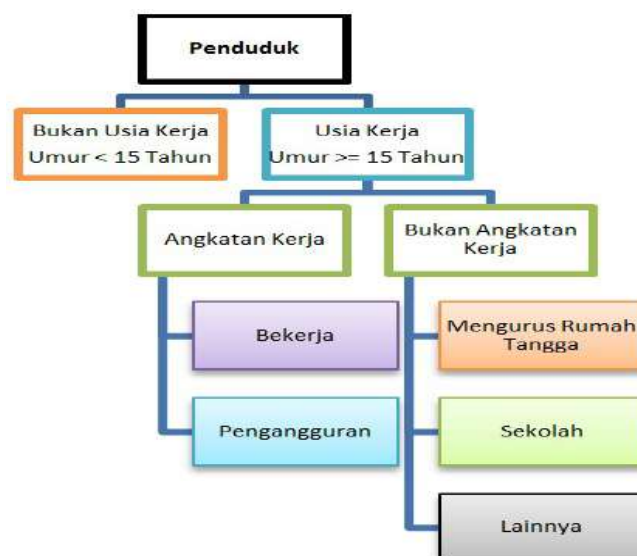 Penduduk
Bukan Usia Kerja
Umur < 15 Tahun
Usia Kerja
Umur >= 15 Tahun
Angkatan Kerja
Bukan Angkatan
Kerja
Bekerja
Mengurus Rumah
Tangga
Pengangguran
Sekolah
Lainnya